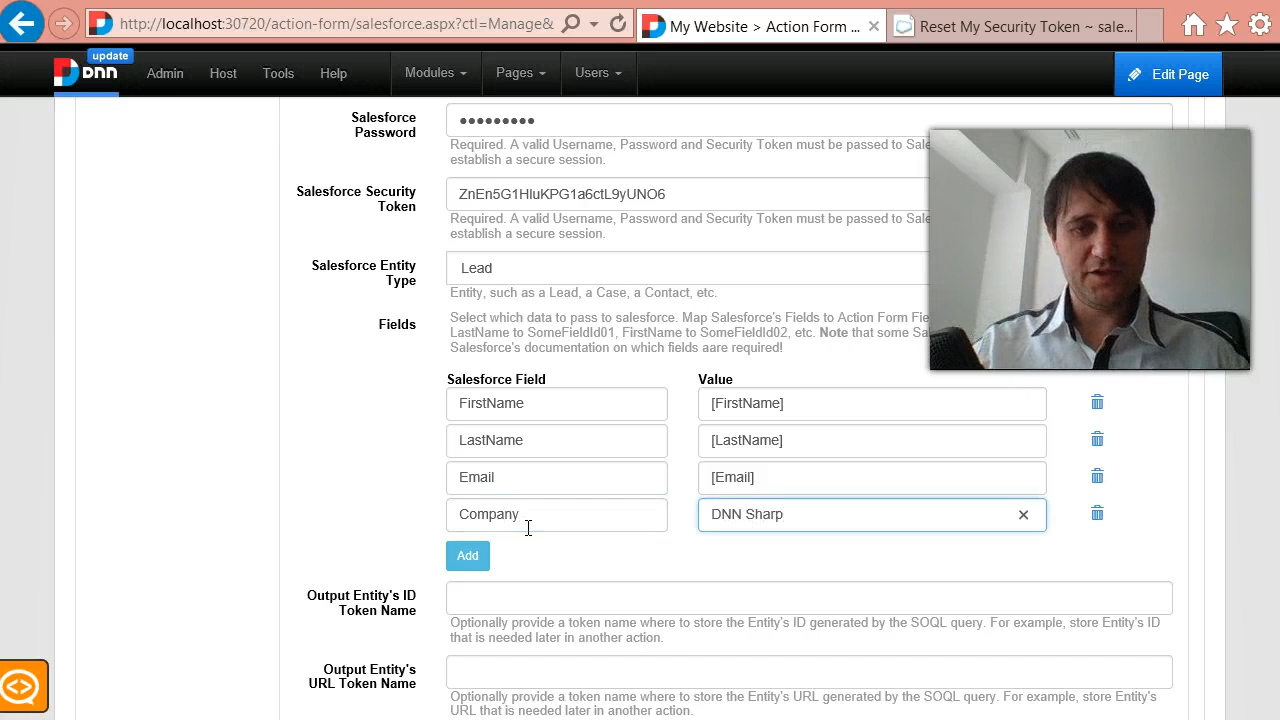 http://localhost:30720/action-form/salesforce.aspx?ctl=Manage&
My Website > Action Form ...
Reset My Security Token ~ sale...
update
DNN
Admin
Host
Tools
Help
Modules
Pages
Users
Edit Page
Salesforce
Password
●●●●●●●●●
Required. A valid Username, Password and Security Token must be passed to Sale
establish a secure session.
Salesforce Security
Token
ZnEn5G1HluKPG1a6ctL9yUNO6
Required. A valid Username, Password and Security Token must be passed to Sale
establish a secure session.
Salesforce Entity
Type
Lead
Entity, such as a Lead, a Case, a Contact, etc.
Fields
Select which data to pass to salesforce. Map Salesforce's Fields to Action Form Fie
LastName to SomeFieldId01, FirstName to SomeFieldId02, etc. Note that some Sa
Salesforce's documentation on which fields aare required!
Salesforce Field
Value
FirstName
[FirstName]
LastName
[LastName]
Email
[Email]
Company
DNN Sharp
Add
Output Entity's ID
Token Name
Optionally provide a token name where to store the Entity's ID generated by the SOQL query. For example, store Entity's ID
that is needed later in another action.
Output Entity's
URL Token Name
Optionally provide a token name where to store the Entity's URL generated by the SOQL query. For example, store Entity's
URL that is needed later in another action.